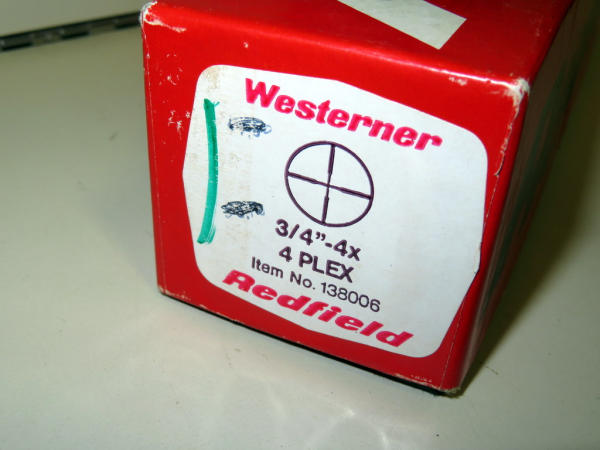 Westerner
3/4"-4x
4 PLEX
Item No. 138006
Redfield